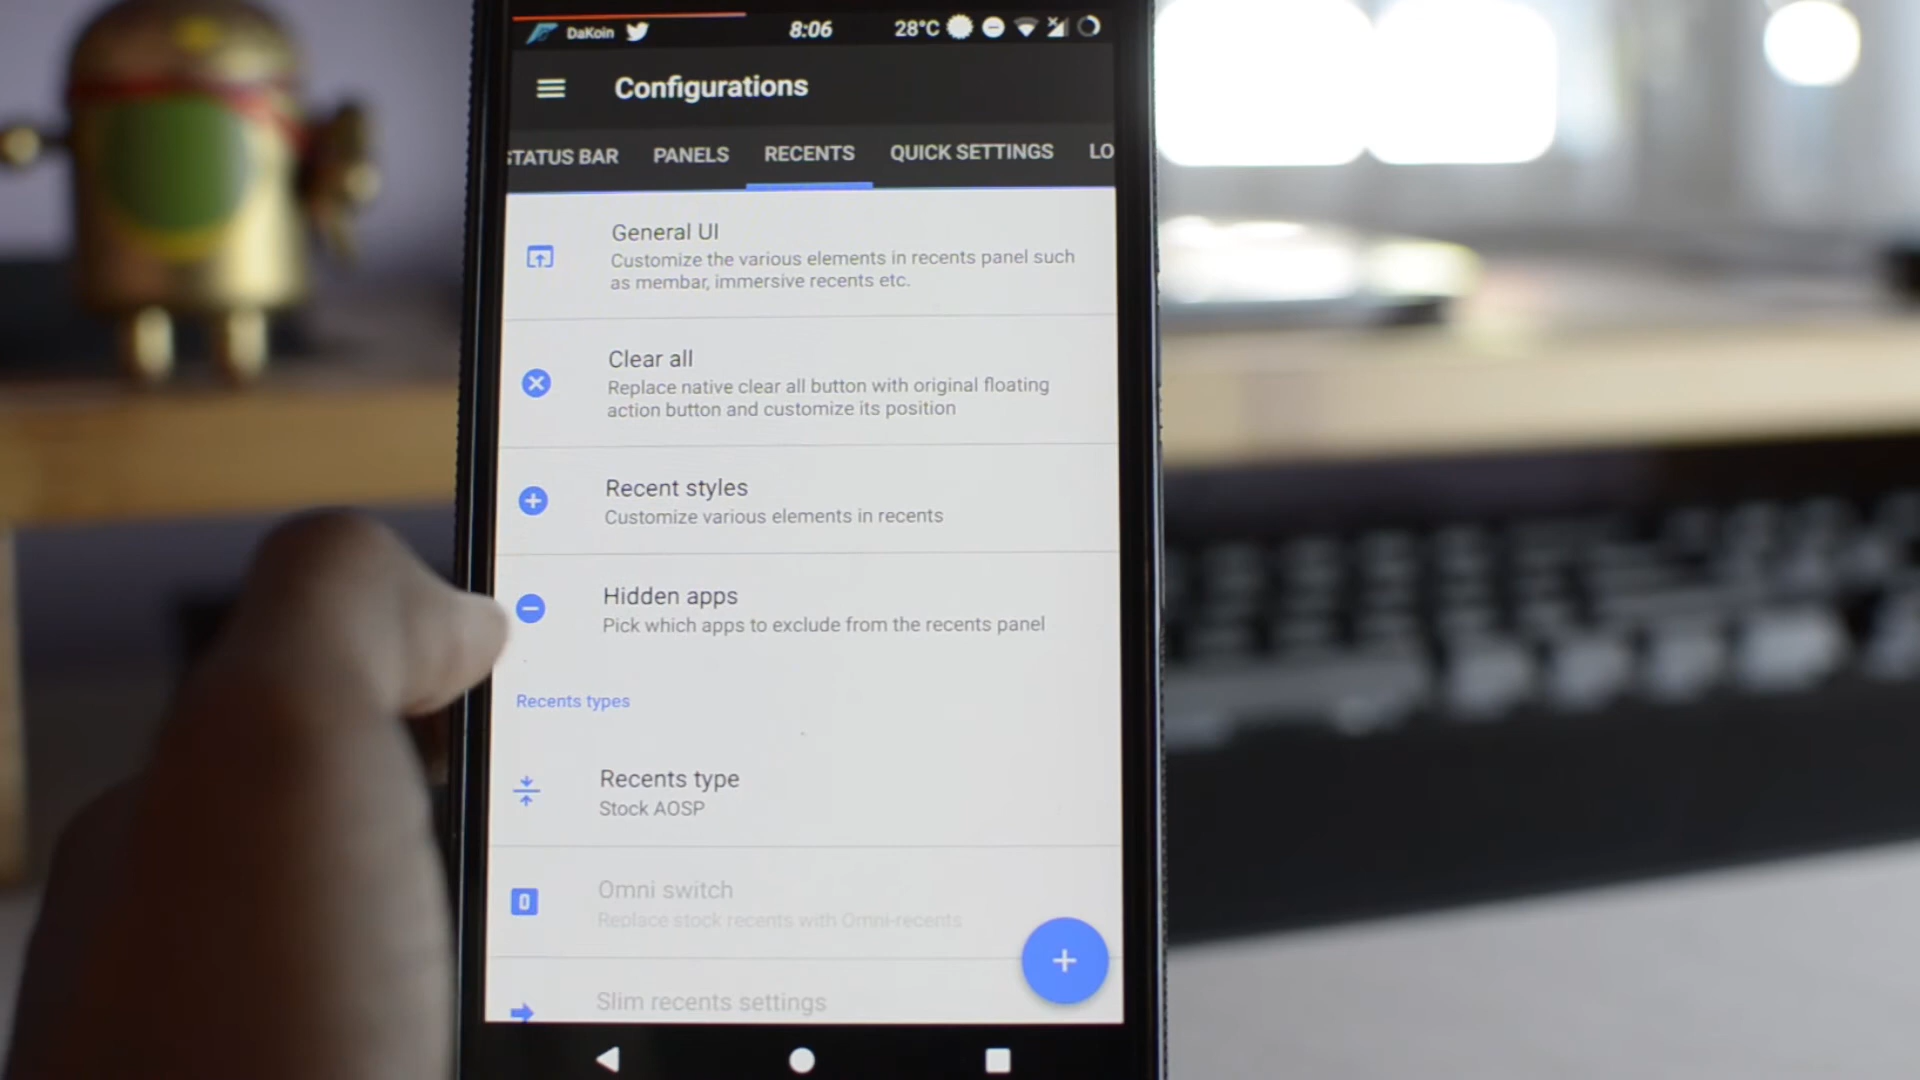 DaKoin 8:06 28°C
Configurations
STATUS BAR PANELS RECENTS QUICK SETTINGS LO
General UI
Customize the various elements in recents panel such
as membar, immersive recents etc.
Clear all
Replace native clear all button with original floating
action button and customize its position
Recent styles
Customize various elements in recents
Hidden apps
Pick which apps to exclude from the recents panel
Recents types
Recents type
Stock AOSP
Omni switch
Replace stock recents with Omni-recents
Slim recents settings